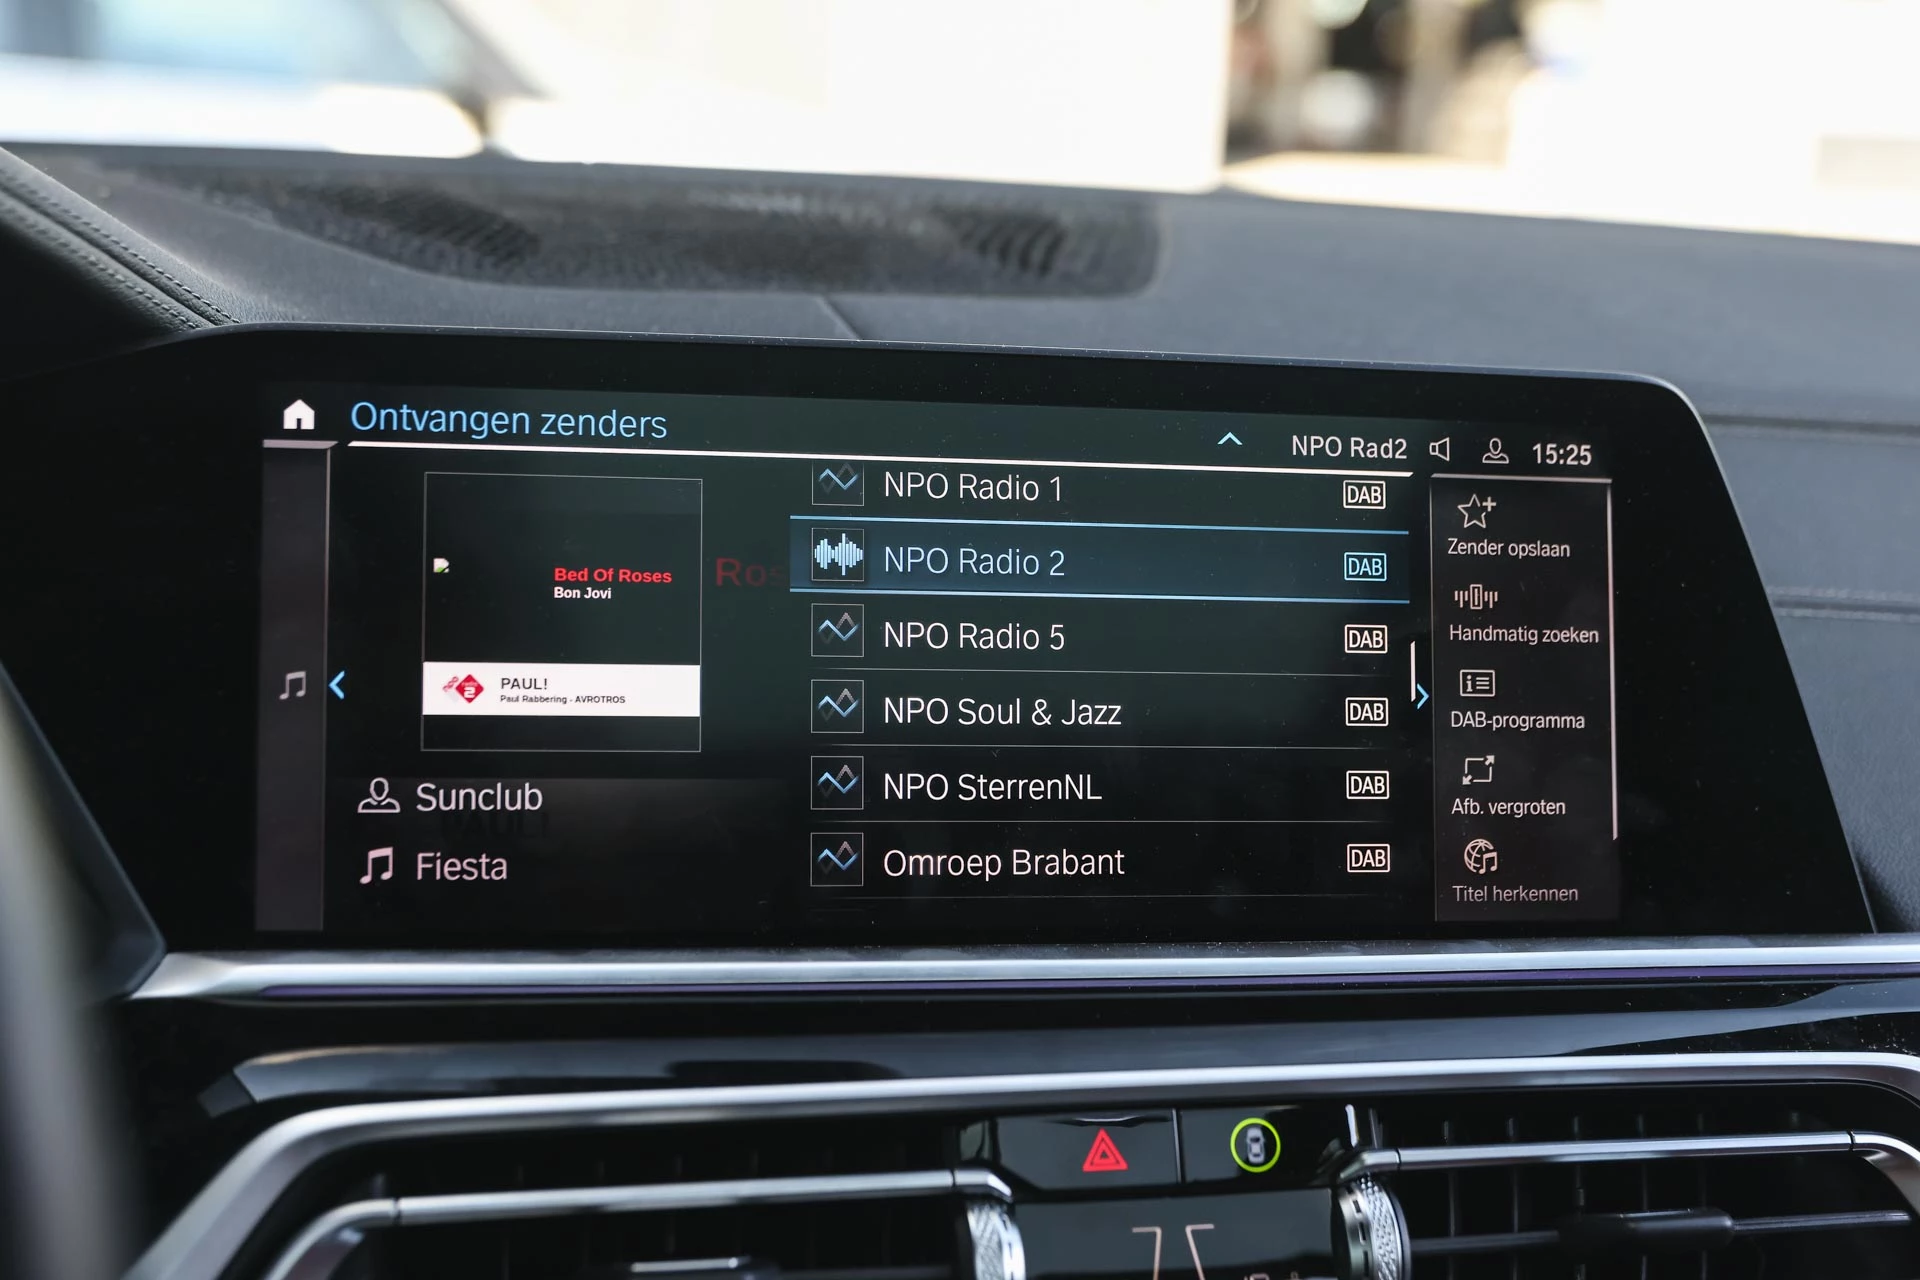 Ontvangen zenders
NPO Rad2
15:25
Bed Of Roses
Bon Jovi
PAUL!
Paul Rabbering - AVROTROS
Sunclub
Fiesta
NPO Radio 1 DAB
NPO Radio 2 DAB
NPO Radio 5 DAB
NPO Soul & Jazz DAB
NPO SterrenNL DAB
Omroep Brabant DAB
Zender opslaan
Handmatig zoeken
DAB-programma
Afb. vergroten
Titel herkennen